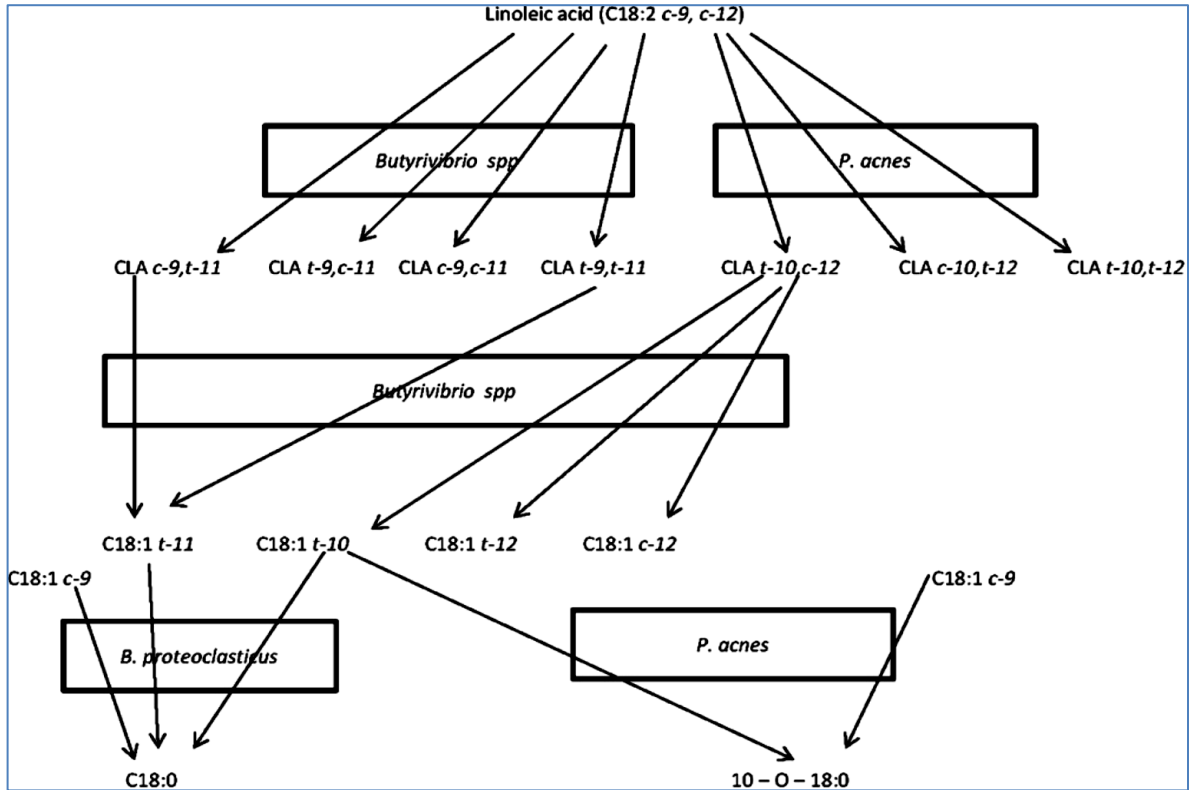 Linoleic acid (C18:2 c-9, c-12)
Butyrivibrio spp
P. acnes
CLA c-9,t-11
CLA t-9,c-11
CLA c-9,c-11
CLA t-9,t-11
CLA t-10,c-12
CLA c-10,t-12
CLA t-10,t-12
Butyrivibrio spp
C18:1 t-11
C18:1 t-10
C18:1 t-12
C18:1 c-12
C18:1 c-9
C18:1 c-9
B. proteoclasticus
P. acnes
C18:0
10 – O – 18:0